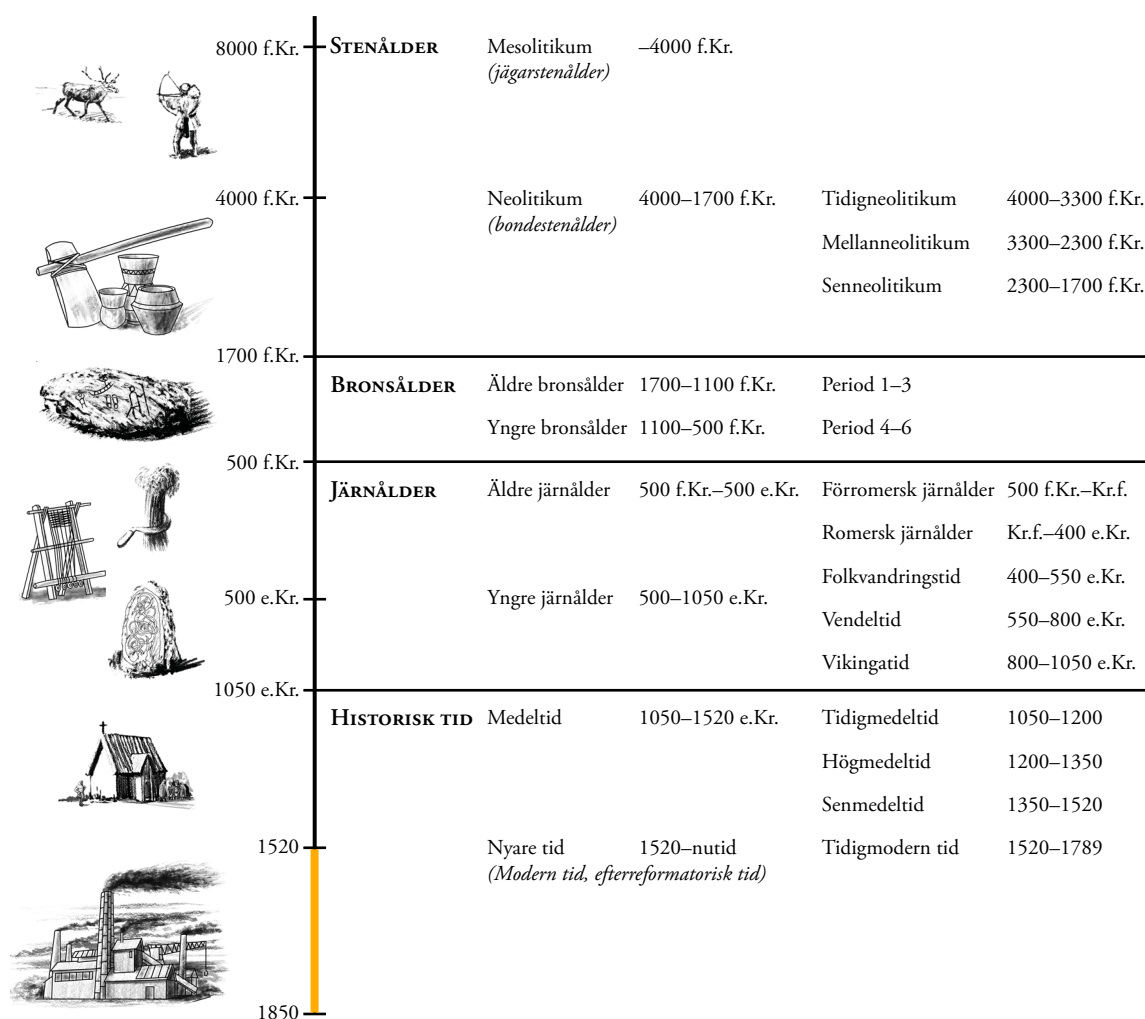 8000 f.Kr. STENÅLDER Mesolitikum –4000 f.Kr.
(jägarstenålder)
4000 f.Kr. Neolitikum 4000–1700 f.Kr. Tidigneolitikum 4000–3300 f.Kr.
(bondestenålder)
Mellanneolitikum 3300–2300 f.Kr.
Senneolitikum 2300–1700 f.Kr.
1700 f.Kr.
BRONSÅLDER Äldre bronsålder 1700–1100 f.Kr. Period 1–3
Yngre bronsålder 1100–500 f.Kr. Period 4–6
500 f.Kr.
JÄRNÅLDER Äldre järnålder 500 f.Kr.–500 e.Kr. Förromersk järnålder 500 f.Kr.–Kr.f.
Romersk järnålder Kr.f.–400 e.Kr.
Folkvandringstid 400–550 e.Kr.
500 e.Kr. Yngre järnålder 500–1050 e.Kr.
Vendeltid 550–800 e.Kr.
Vikingatid 800–1050 e.Kr.
1050 e.Kr.
HISTORISK TID Medeltid 1050–1520 e.Kr. Tidigmedeltid 1050–1200
Högmedeltid 1200–1350
Senmedeltid 1350–1520
1520 Nyare tid 1520–nutid Tidigmodern tid 1520–1789
(Modern tid, efterreformatorisk tid)
1850